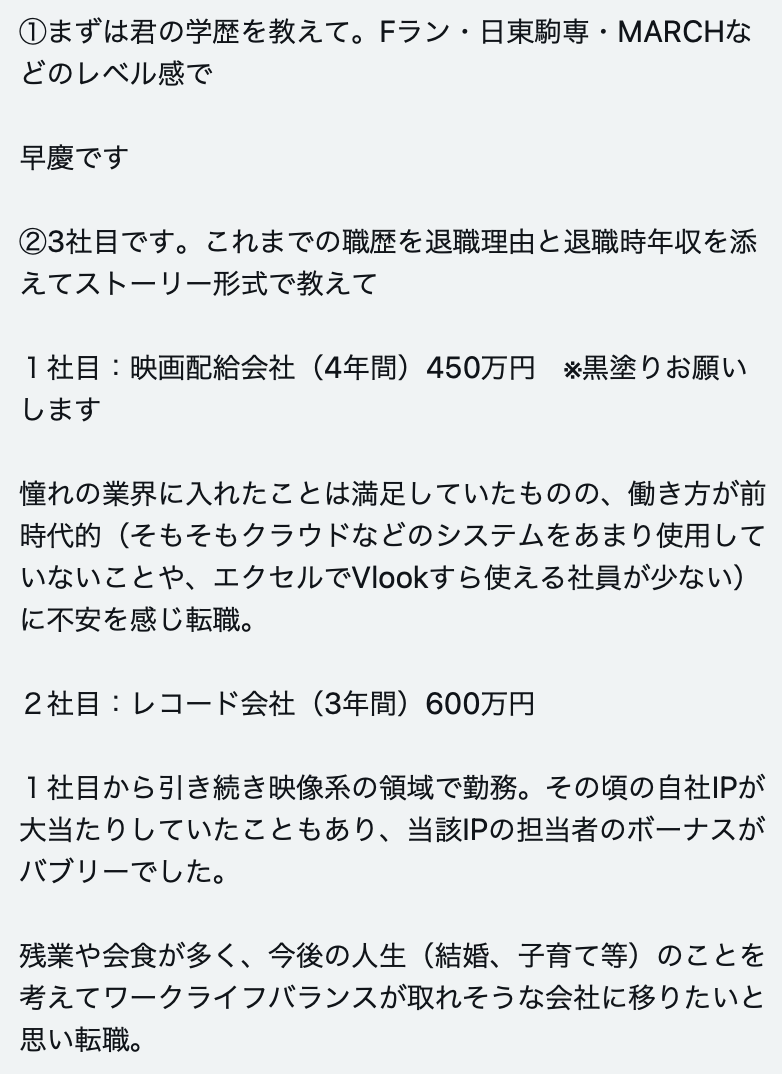 ①まずは君の学歴を教えて。Fラン・日東駒専・MARCHな
どのレベル感で
早慶です
②3社目です。これまでの職歴を退職理由と退職時年収を添
えてストーリー形式で教えて
１社目：映画配給会社（4年間）450万円　※黒塗りお願い
します
憧れの業界に入れたことは満足していたものの、働き方が前
時代的（そもそもクラウドなどのシステムをあまり使用して
いないことや、エクセルでVlookすら使える社員が少ない）
に不安を感じ転職。
２社目：レコード会社（3年間）600万円
１社目から引き続き映像系の領域で勤務。その頃の自社IPが
大当たりしていたこともあり、当該IPの担当者のボーナスが
バブリーでした。
残業や会食が多く、今後の人生（結婚、子育て等）のことを
考えてワークライフバランスが取れそうな会社に移りたいと
思い転職。